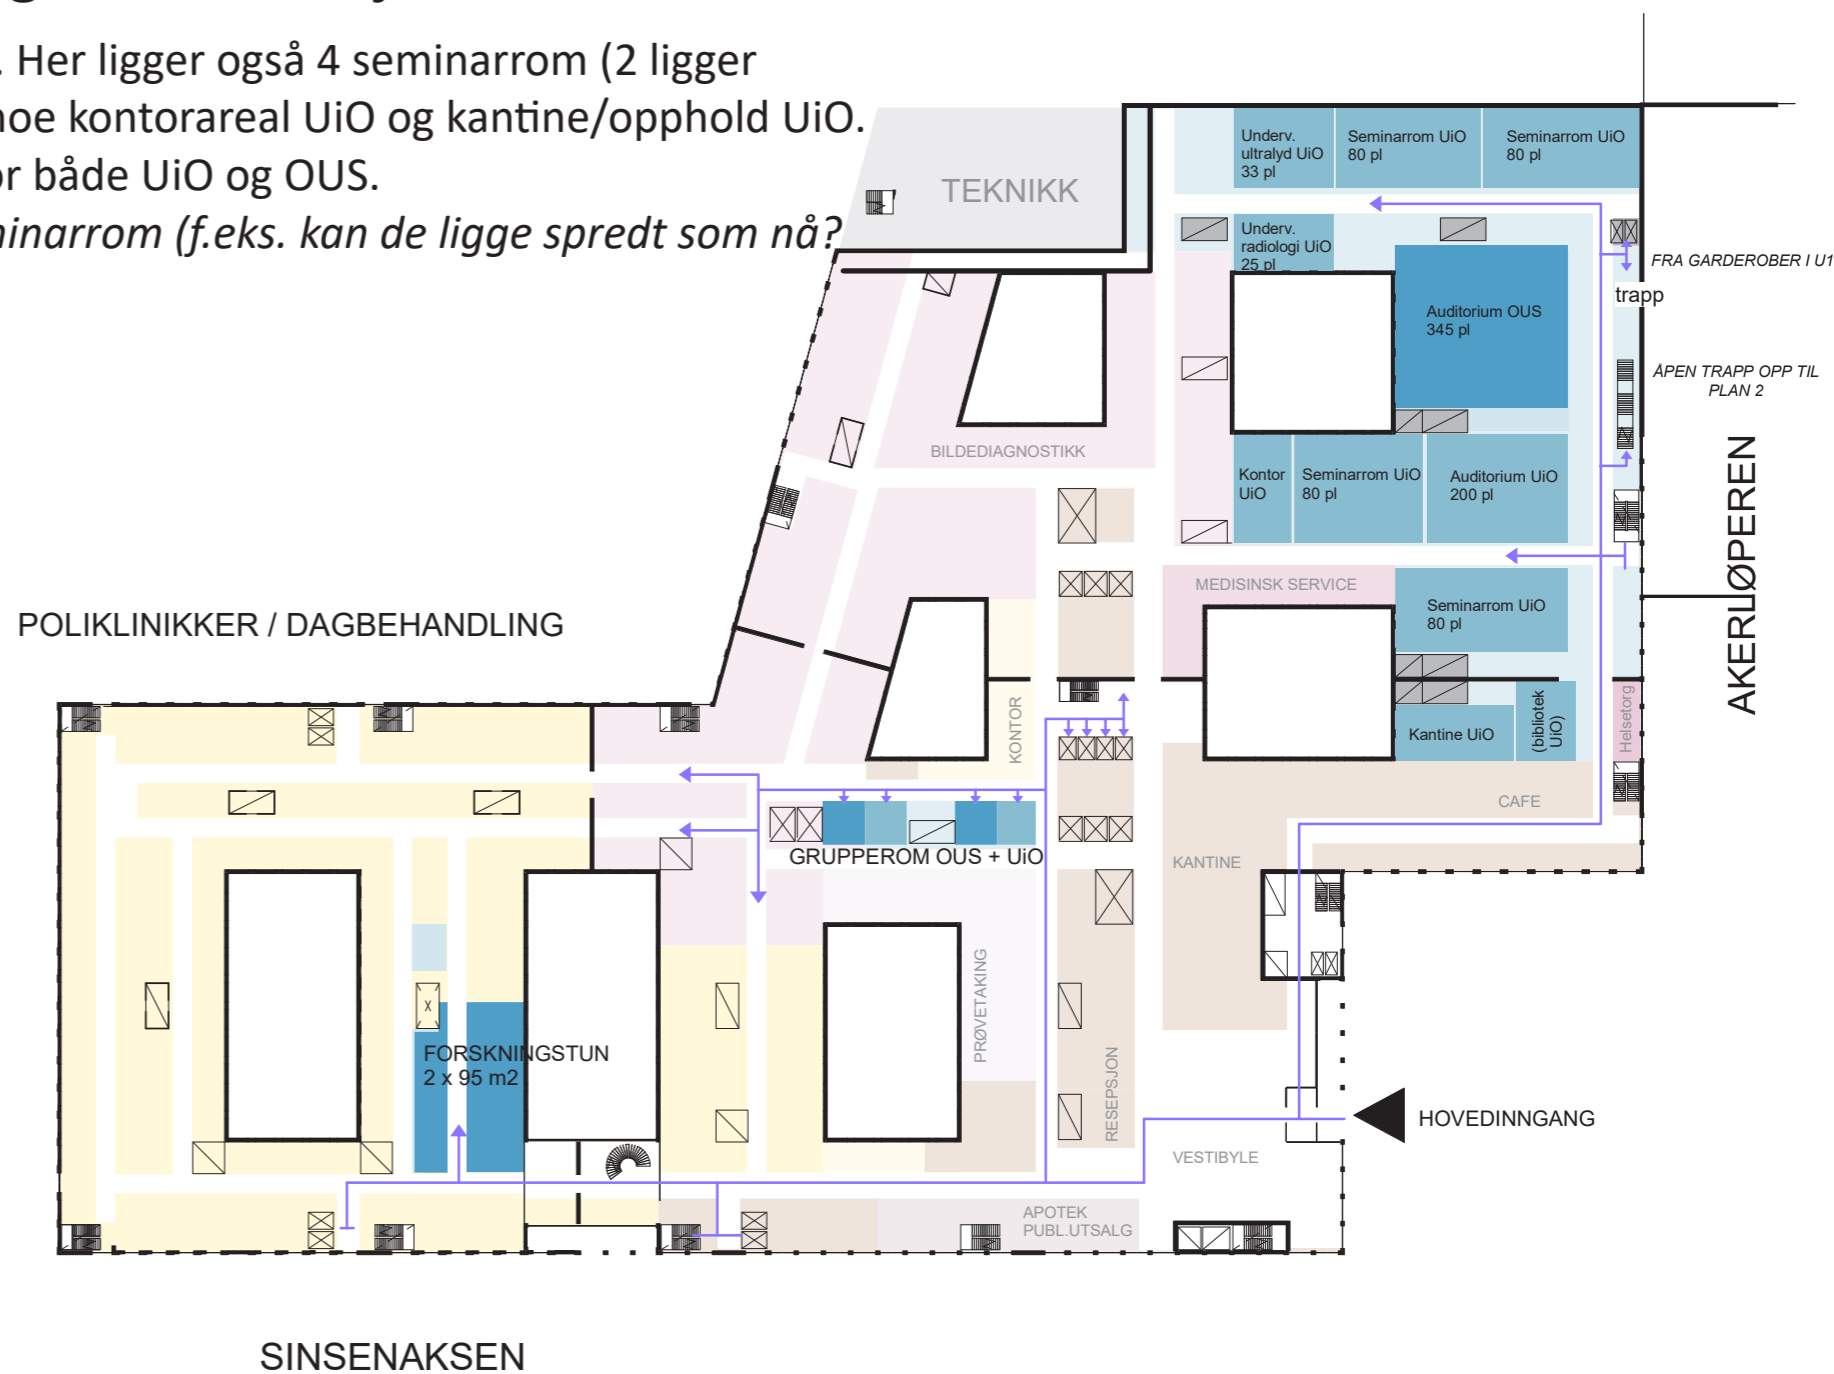 . Her ligger også 4 seminarrom (2 ligger
noe kontorareal UiO og kantine/opphold UiO.
or både UiO og OUS.
minarrom (f.eks. kan de ligge spredt som nå?
TEKNIKK
Underv.
ultralyd UiO
33 pl
Seminarrom UiO
80 pl
Seminarrom UiO
80 pl
Underv.
radiologi UiO
25 pl
FRA GARDEROBER I U1
trapp
Auditorium OUS
345 pl
ÅPEN TRAPP OPP TIL
PLAN 2
BILDEDIAGNOSTIKK
Kontor
UiO
Seminarrom UiO
80 pl
Auditorium UiO
200 pl
AKERLØPEREN
MEDISINSK SERVICE
Seminarrom UiO
80 pl
POLIKLINIKKER / DAGBEHANDLING
KONTOR
Kantine UiO
(bibliotek
UiO)
Helsetorg
CAFE
GRUPPEROM OUS + UiO
KANTINE
PRØVETAKING
FORSKNINGSTUN
2 x 95 m2
X
RESEPSJON
HOVEDINNGANG
VESTIBYLE
APOTEK
PUBL.UTSALG
SINSENAKSEN